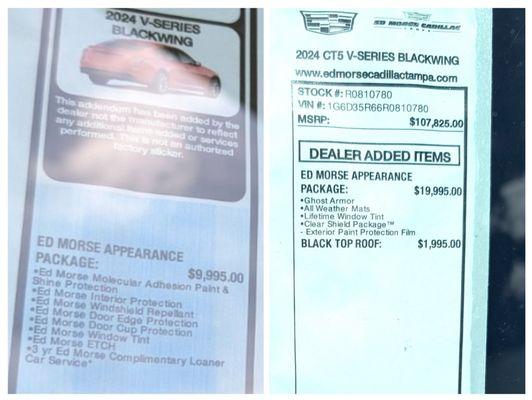 2024 V-SERIES
BLACKWING
This addendum has been added by the
dealer not the manufacturer to reflect
any additional items added or services
performed. This is not an authorized
factory sticker.
ED MORSE APPEARANCE
PACKAGE: $9,995.00
•Ed Morse Molecular Adhesion Paint &
Shine Protection
•Ed Morse Interior Protection
•Ed Morse Windshield Repellant
•Ed Morse Door Edge Protection
•Ed Morse Door Cup Protection
•Ed Morse Window Tint
•Ed Morse ETCH
•3 yr Ed Morse Complimentary Loaner
Car Service*
ED MORSE CADILLAC
TAMPA
2024 CT5 V-SERIES BLACKWING
www.edmorsecadillactampa.com
STOCK #: R0810780
VIN #: 1G6D35R66R0810780
MSRP: $107,825.00
DEALER ADDED ITEMS
ED MORSE APPEARANCE
PACKAGE: $19,995.00
•Ghost Armor
•All Weather Mats
•Lifetime Window Tint
•Clear Shield Package™
- Exterior Paint Protection Film
BLACK TOP ROOF: $1,995.00